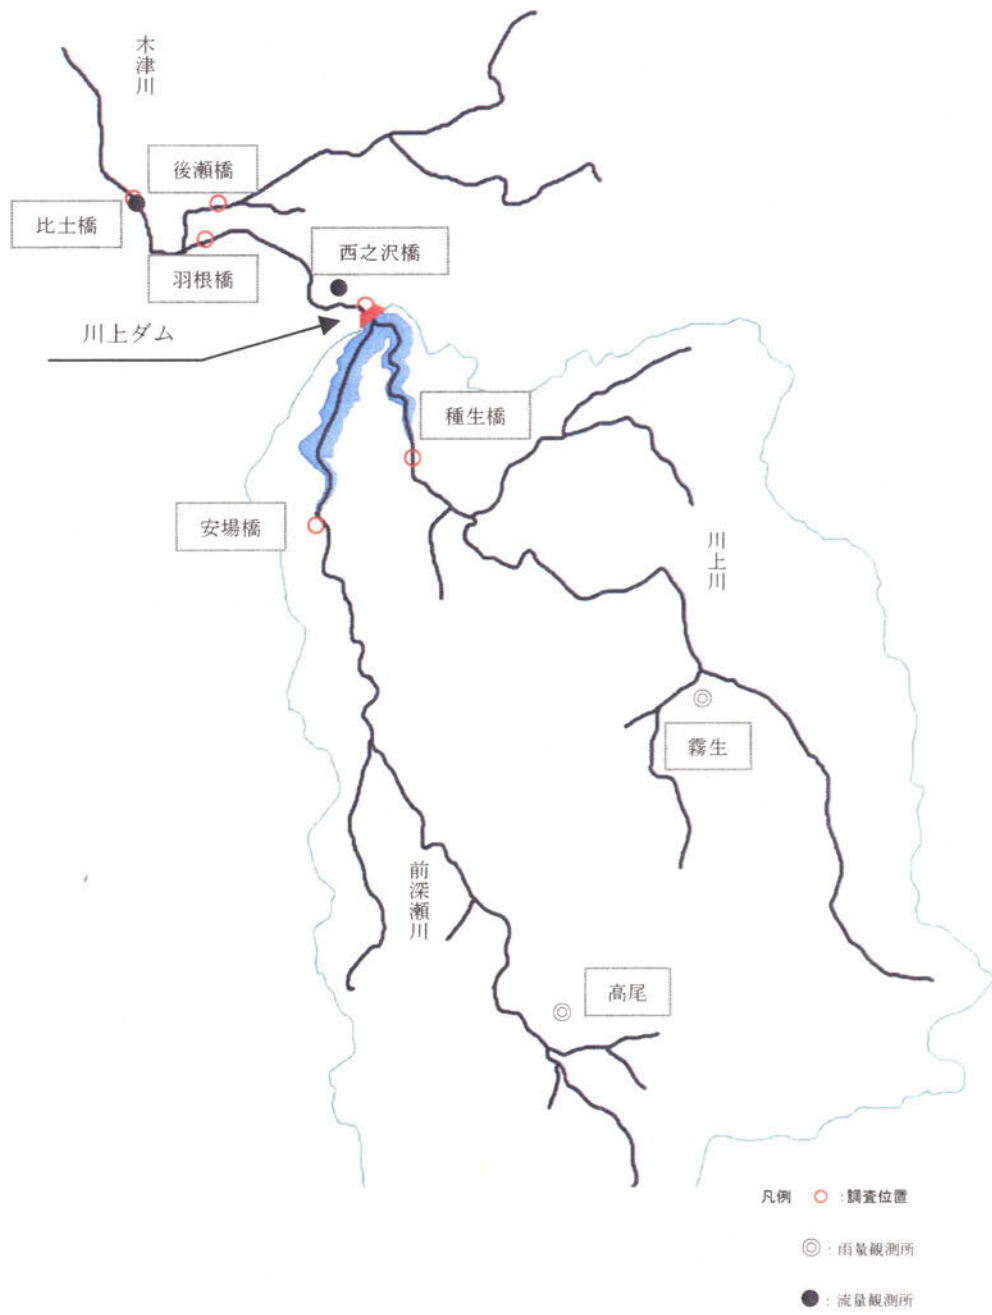 木津川
後瀬橋
比土橋
西之沢橋
羽根橋
川上ダム
種生橋
安場橋
川上川
霧生
前深瀬川
高尾
凡例 ○ :調査位置
◎ : 雨量観測所
● : 流量観測所